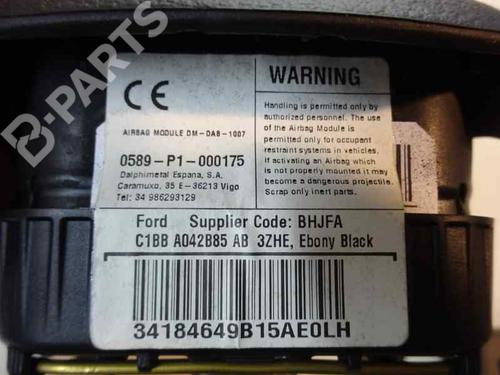 B-PARTS
CE
AIRBAG MODULE DM-DAB-1007
0589-P1-000175
Dalphimetal Espana, S.A.
Caramuxo, 35 E-36213 Vigo
Tel: 34 986293129
WARNING
Handling is permitted only by
authorized personnel. The use
of the Airbag Module is
permitted only for occupant
restraint systems in vehicles.
If activating an Airbag which
is not properly mounted it may
become a dangerous projectile.
Scrap only inert parts.
Ford Supplier Code: BHJFA
C1BB A042B85 AB 3ZHE, Ebony Black
34184649B15AE0LH